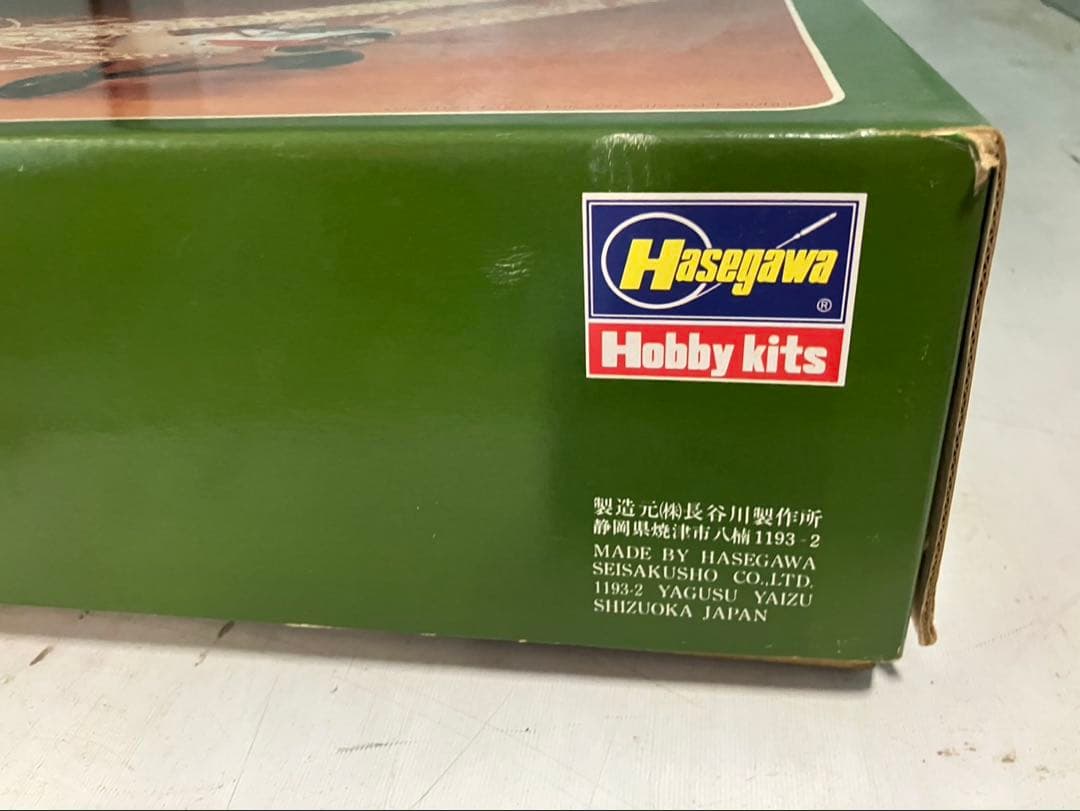 Hasegawa
®
Hobby kits
製造元㈱長谷川製作所
静岡県焼津市八楠1193-2
MADE BY HASEGAWA
SEISAKUSHO CO.,LTD.
1193-2 YAGUSU YAIZU
SHIZUOKA JAPAN